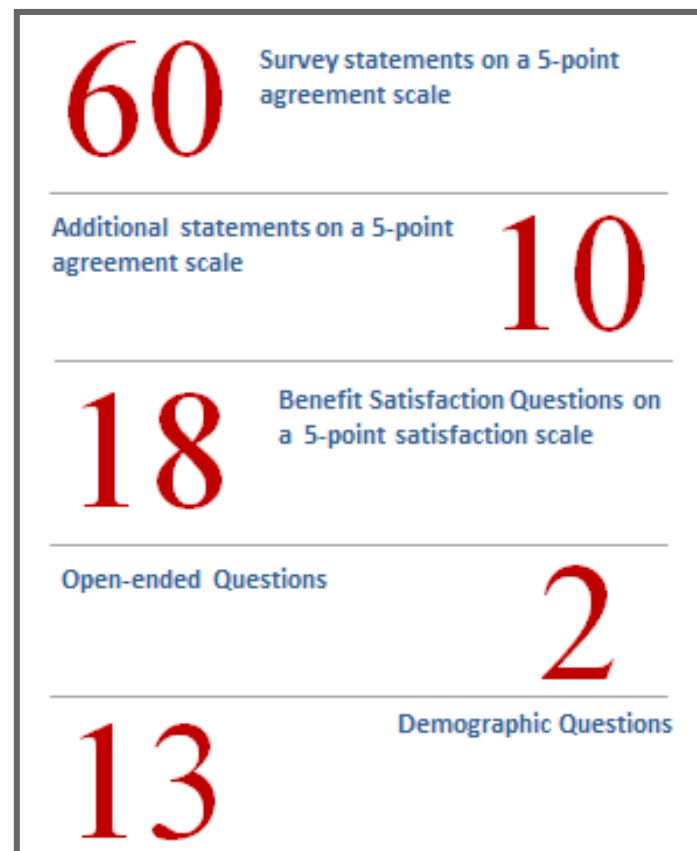 60
Survey statements on a 5-point
agreement scale
Additional statements on a 5-point
agreement scale
10
18
Benefit Satisfaction Questions on
a 5-point satisfaction scale
Open-ended Questions
2
13
Demographic Questions